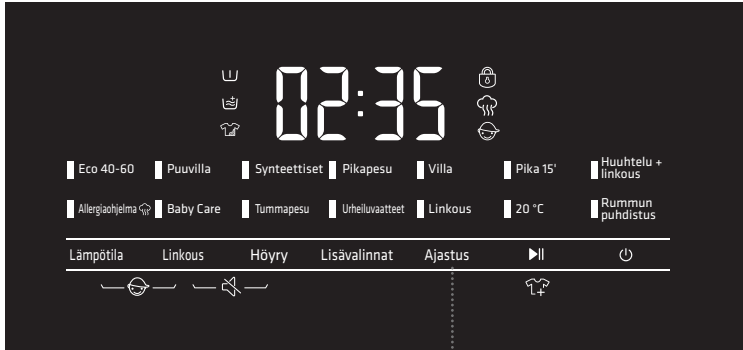 02:35
Eco 40-60 Puuvilla Synteettiset Pikapesu Villa Pika 15' Huuhtelu +
linkous
Allergiaohjelma Baby Care Tummapesu Urheiluvaatteet Linkous 20 °C Rummun
puhdistus
Lämpötila Linkous Höyry Lisävalinnat Ajastus